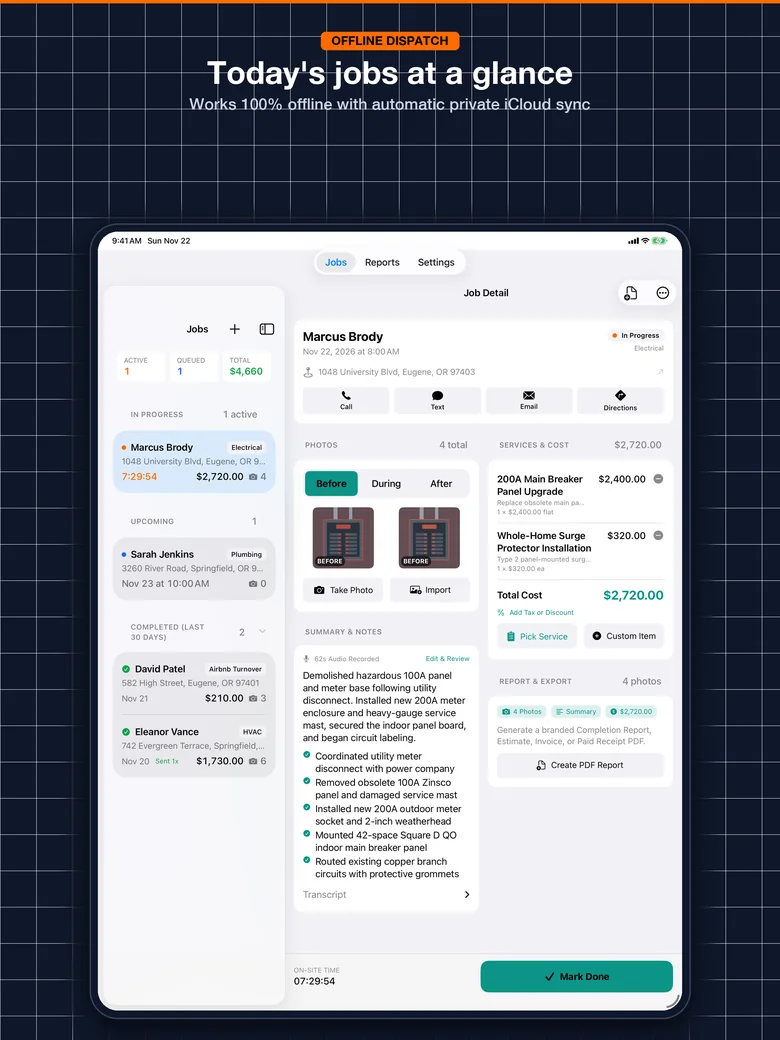 OFFLINE DISPATCH
Today's jobs at a glance
Works 100% offline with automatic private iCloud sync
9:41 AM Sun Nov 22
Jobs Reports Settings
Jobs
ACTIVE
1
QUEUED
1
TOTAL
$4,660
IN PROGRESS 1 active
Marcus Brody Electrical
1048 University Blvd, Eugene, OR 9...
7:29:54 $2,720.00 4
UPCOMING 1
Sarah Jenkins Plumbing
3260 River Road, Springfield, OR 9...
Nov 23 at 10:00 AM 0
COMPLETED (LAST
30 DAYS) 2
David Patel Airbnb Turnover
582 High Street, Eugene, OR 97401
Nov 21 $210.00 3
Eleanor Vance HVAC
742 Evergreen Terrace, Springfield,...
Nov 20 Sent 1x $1,730.00 6
Job Detail
Marcus Brody In Progress
Nov 22, 2026 at 8:00 AM Electrical
1048 University Blvd, Eugene, OR 97403
Call Text Email Directions
PHOTOS 4 total
Before During After
BEFORE BEFORE
Take Photo Import
SUMMARY & NOTES
62s Audio Recorded Edit & Review
Demolished hazardous 100A panel
and meter base following utility
disconnect. Installed new 200A meter
enclosure and heavy-gauge service
mast, secured the indoor panel board,
and began circuit labeling.
Coordinated utility meter
disconnect with power company
Removed obsolete 100A Zinsco
panel and damaged service mast
Installed new 200A outdoor meter
socket and 2-inch weatherhead
Mounted 42-space Square D QO
indoor main breaker panel
Routed existing copper branch
circuits with protective grommets
Transcript
SERVICES & COST $2,720.00
200A Main Breaker $2,400.00
Panel Upgrade
Replace obsolete main pa...
1 × $2,400.00 flat
Whole-Home Surge $320.00
Protector Installation
Type 2 panel-mounted surg...
1 × $320.00 ea
Total Cost $2,720.00
% Add Tax or Discount
Pick Service Custom Item
REPORT & EXPORT 4 photos
4 Photos Summary $2,720.00
Generate a branded Completion Report,
Estimate, Invoice, or Paid Receipt PDF.
Create PDF Report
ON-SITE TIME
07:29:54
Mark Done